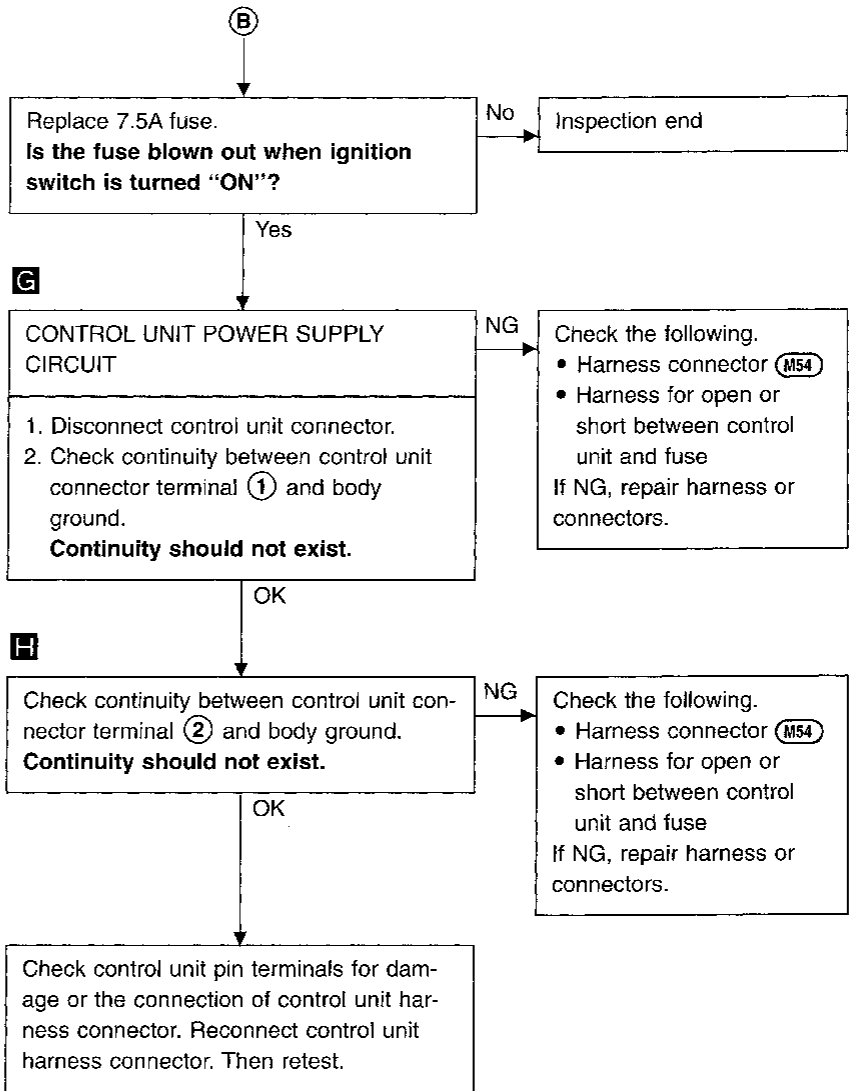 B
Replace 7.5A fuse.
Is the fuse blown out when ignition
switch is turned "ON"?
No
Inspection end
Yes
G
CONTROL UNIT POWER SUPPLY
CIRCUIT
1. Disconnect control unit connector.
2. Check continuity between control unit
connector terminal ① and body
ground.
Continuity should not exist.
NG
Check the following.
• Harness connector M54
• Harness for open or
short between control
unit and fuse
If NG, repair harness or
connectors.
OK
H
Check continuity between control unit con-
nector terminal ② and body ground.
Continuity should not exist.
NG
Check the following.
• Harness connector M54
• Harness for open or
short between control
unit and fuse
If NG, repair harness or
connectors.
OK
Check control unit pin terminals for dam-
age or the connection of control unit har-
ness connector. Reconnect control unit
harness connector. Then retest.